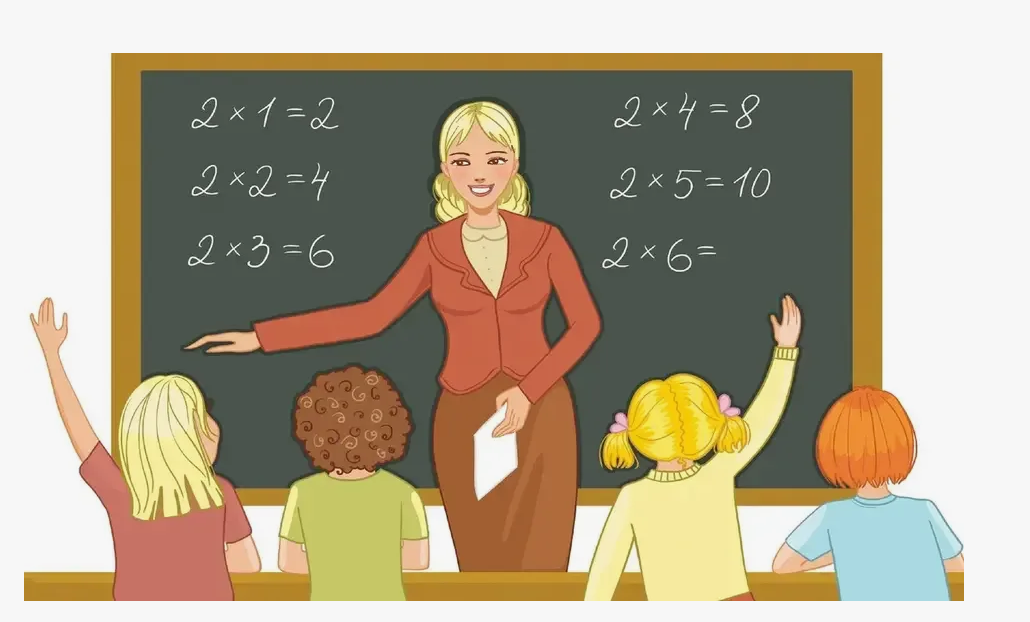 2 × 1 = 2
2 × 2 = 4
2 × 3 = 6
2 × 4 = 8
2 × 5 = 10
2 × 6 =